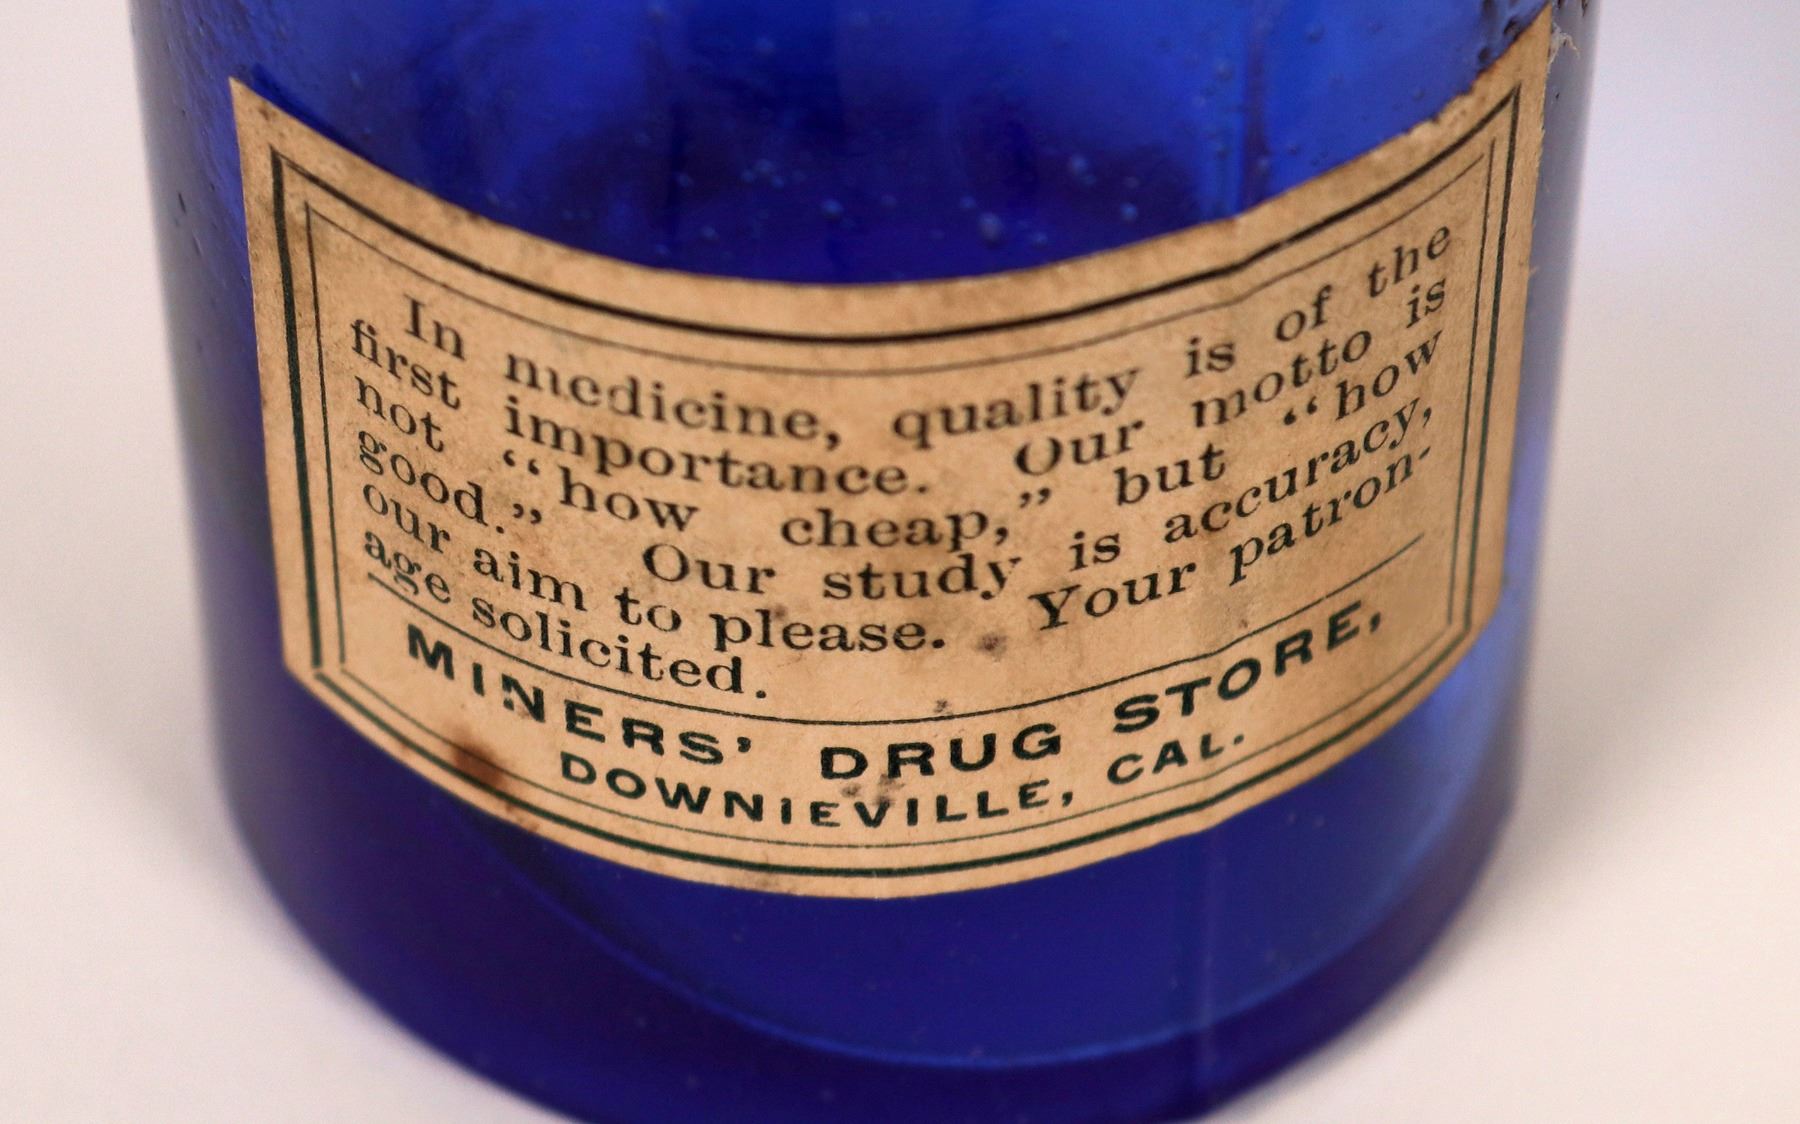 In medicine, quality is of the
first importance. Our motto is
not “how cheap,” but “how
good.” Our study is accuracy,
our aim to please. Your patron-
age solicited.
MINERS’ DRUG STORE,
DOWNIEVILLE, CAL.